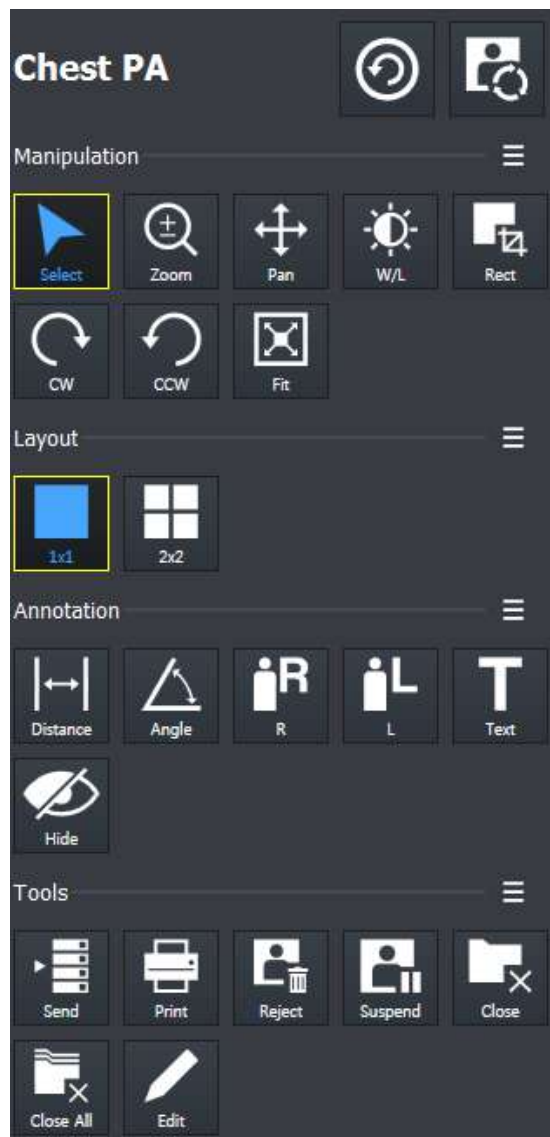 Chest PA
Manipulation
Select Zoom Pan W/L Rect
CW CCW Fit
Layout
1x1 2x2
Annotation
Distance Angle R R L L T Text
Hide
Tools
Send Print Reject Suspend Close
Close All Edit